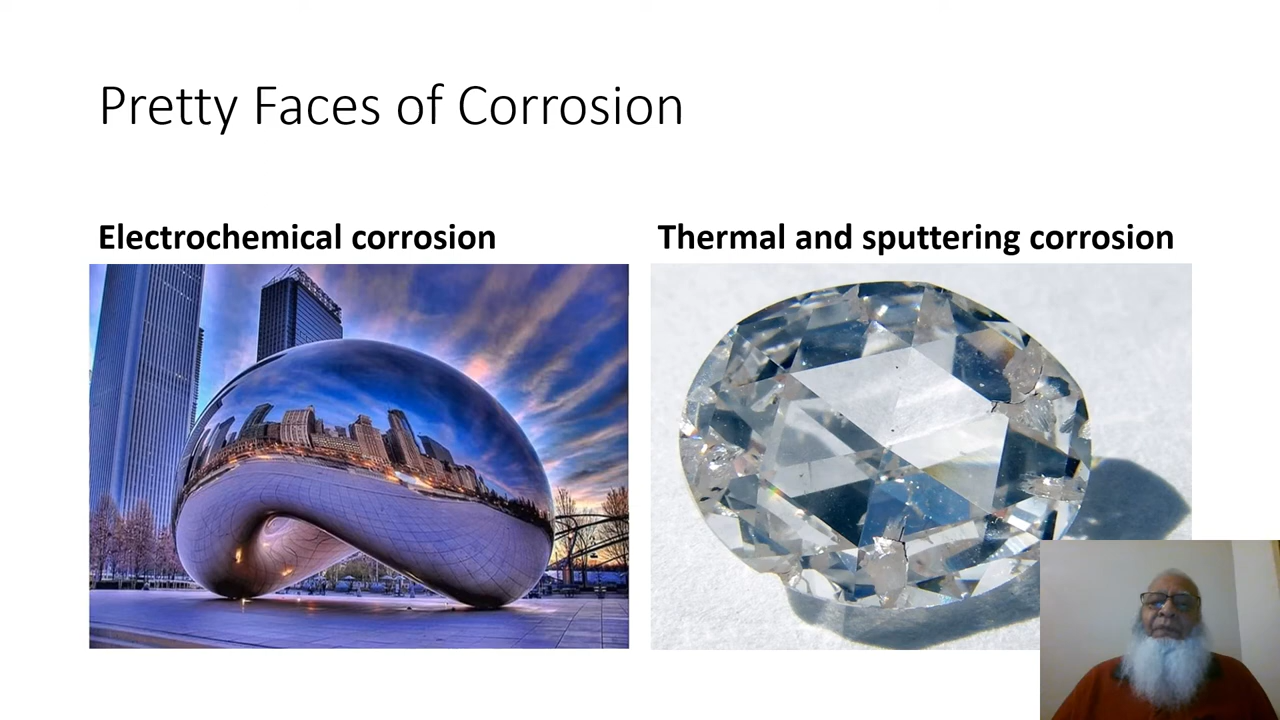 Pretty Faces of Corrosion
Electrochemical corrosion
Thermal and sputtering corrosion